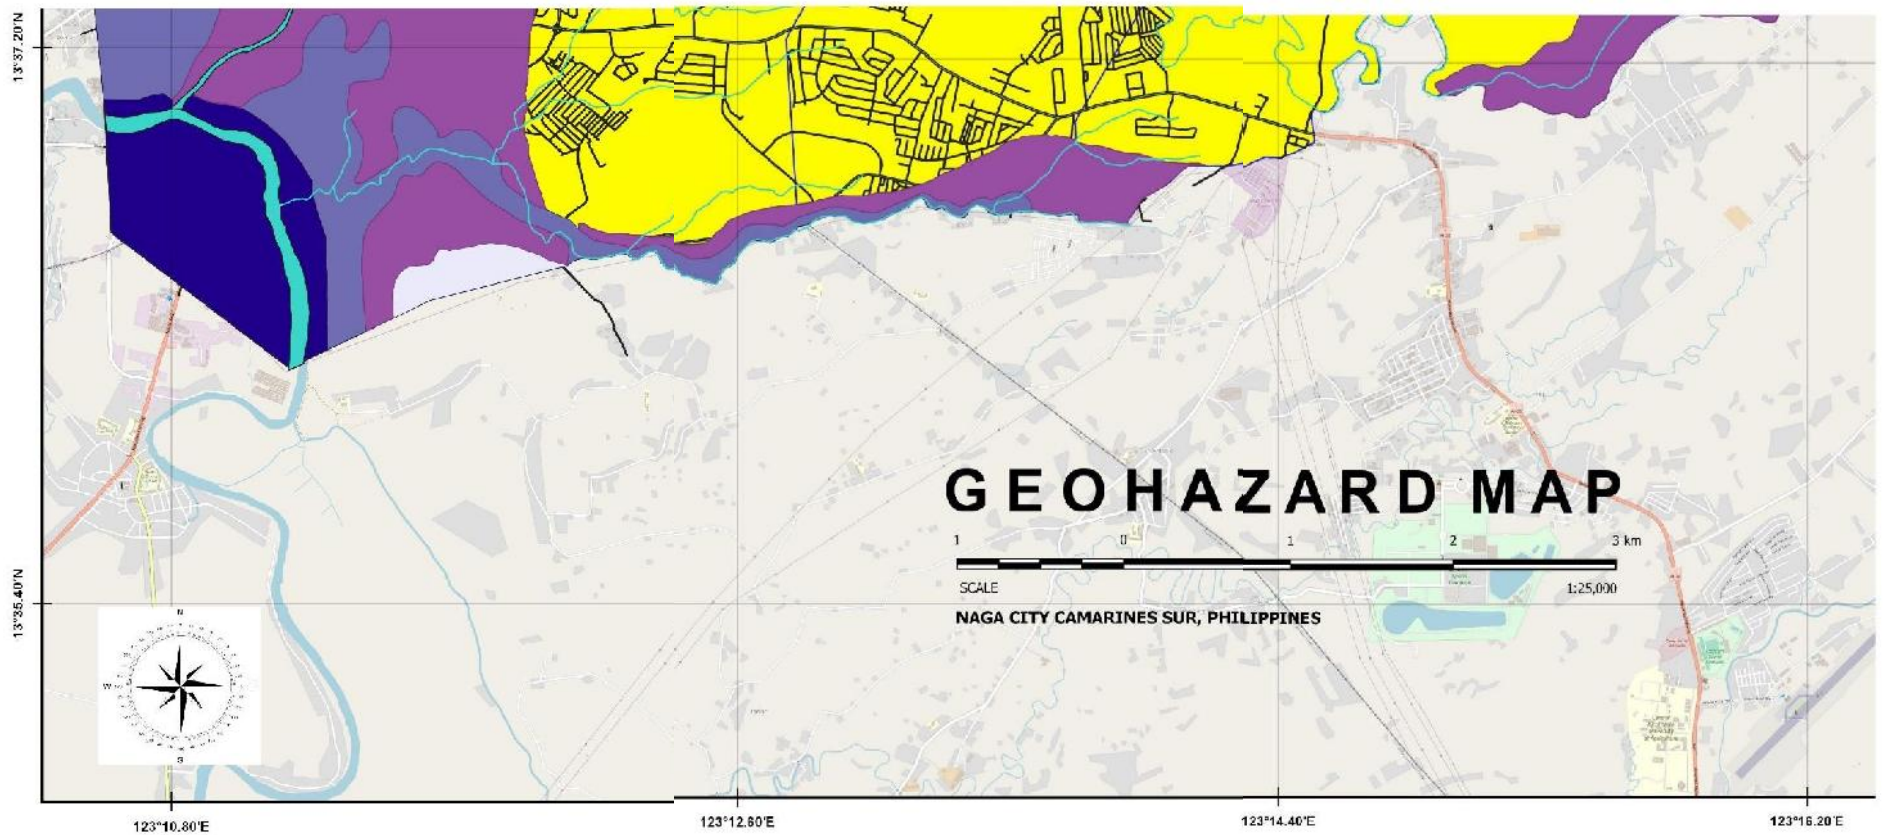 13°37.20'N
GEOHAZARD MAP
1 0 1 2 3 km
SCALE 1:25,000
NAGA CITY CAMARINES SUR, PHILIPPINES
13°35.40'N
N
W
S
123°10.80'E 123°12.60'E 123°14.40'E 123°16.20'E